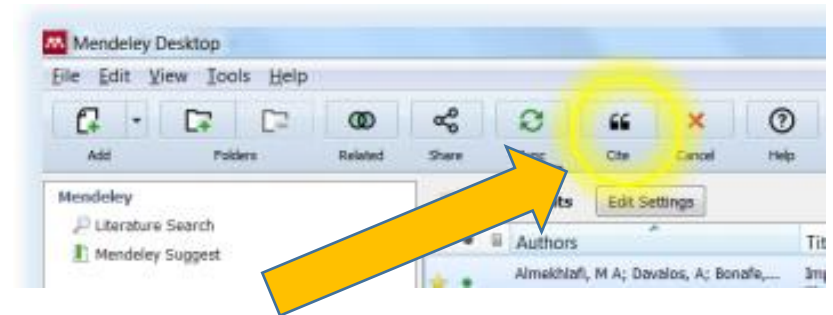 Mendeley Desktop
File Edit View Tools Help
Add Folders Related Share Sync Cite Cancel Help
Mendeley
Literature Search
Mendeley Suggest
Edit Settings
Authors
Almekhlafi, M A; Davalos, A; Bonafe,...